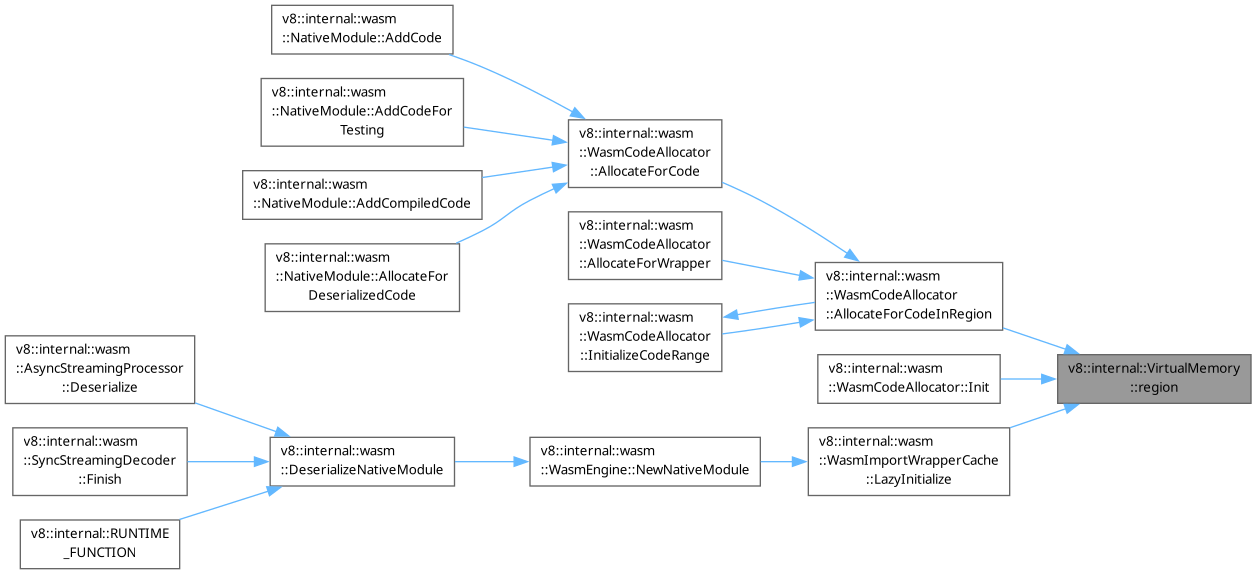 v8::internal::wasm
::NativeModule::AddCode
v8::internal::wasm
::NativeModule::AddCodeFor
Testing
v8::internal::wasm
::NativeModule::AddCompiledCode
v8::internal::wasm
::NativeModule::AllocateFor
DeserializedCode
v8::internal::wasm
::AsyncStreamingProcessor
::Deserialize
v8::internal::wasm
::SyncStreamingDecoder
::Finish
v8::internal::RUNTIME
_FUNCTION
v8::internal::wasm
::DeserializeNativeModule
v8::internal::wasm
::WasmCodeAllocator
::AllocateForCode
v8::internal::wasm
::WasmCodeAllocator
::AllocateForWrapper
v8::internal::wasm
::WasmCodeAllocator
::InitializeCodeRange
v8::internal::wasm
::WasmEngine::NewNativeModule
v8::internal::wasm
::WasmCodeAllocator
::AllocateForCodeInRegion
v8::internal::wasm
::WasmCodeAllocator::Init
v8::internal::wasm
::WasmImportWrapperCache
::LazyInitialize
v8::internal::VirtualMemory
::region